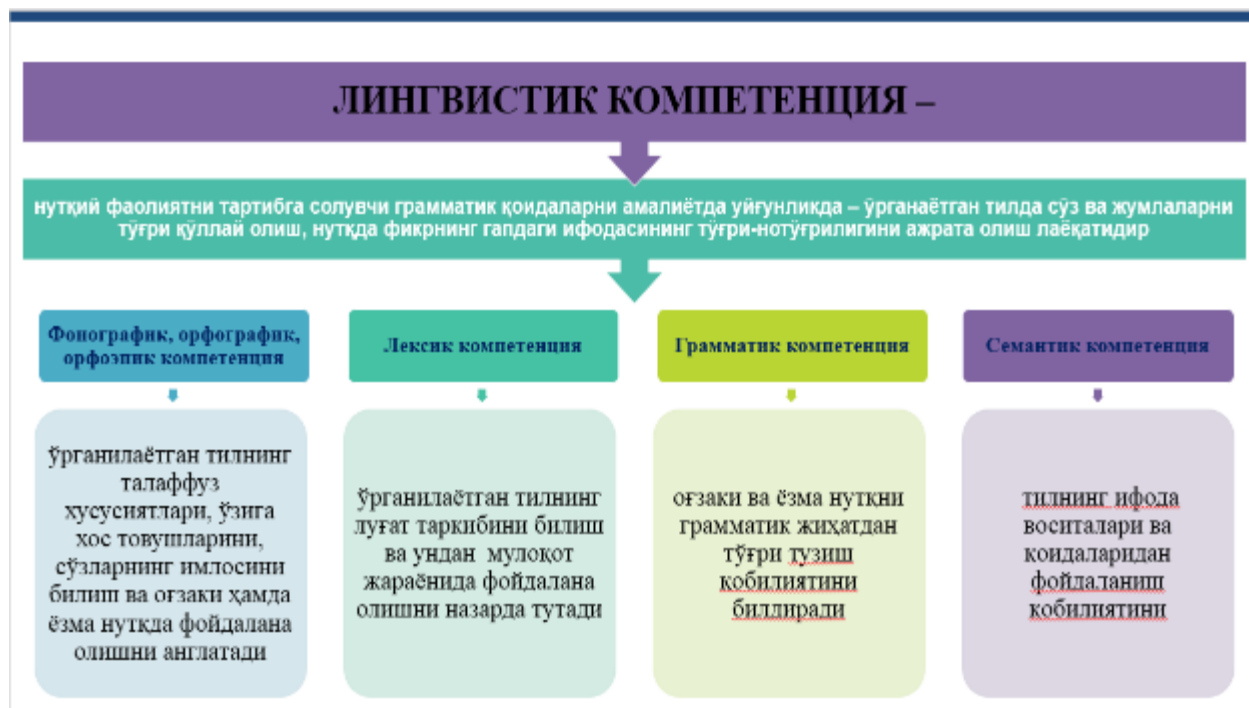 ЛИНГВИСТИК КОМПЕТЕНЦИЯ –
нутқий фаолиятни тартибга солувчи грамматик қоидаларни амалиётда уйғунликда – ўрганаётган тилда сўз ва жумлаларни
тўғри қўллай олиш, нутқда фикрнинг гапдаги ифодасининг тўғри-нотўғрилигини ажрата олиш лаёқатидир
Фонографик, орфографик,
орфоэпик компетенция
ўрганилаётган тилнинг
талаффуз
хусусиятлари, ўзига
хос товушларини,
сўзларнинг имлосини
билиш ва оғзаки ҳамда
ёзма нутқда фойдалана
олишни англатади
Лексик компетенция
ўрганилаётган тилнинг
луғат таркибини билиш
ва ундан мулоқот
жараёнида фойдалана
олишни назарда тутади
Грамматик компетенция
оғзаки ва ёзма нутқни
грамматик жиҳатдан
тўғри тузиш
қобилиятини
биллиради
Семантик компетенция
тилнинг ифода
воситалари ва
қоидаларидан
фойдаланиш
қобилиятини